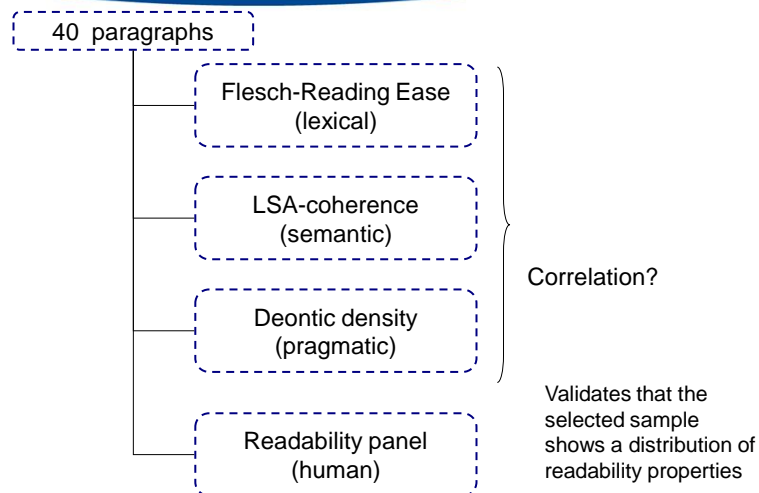 40 paragraphs
Flesch-Reading Ease
(lexical)
LSA-coherence
(semantic)
Correlation?
Deontic density
(pragmatic)
Validates that the
selected sample
shows a distribution of
readability properties
Readability panel
(human)